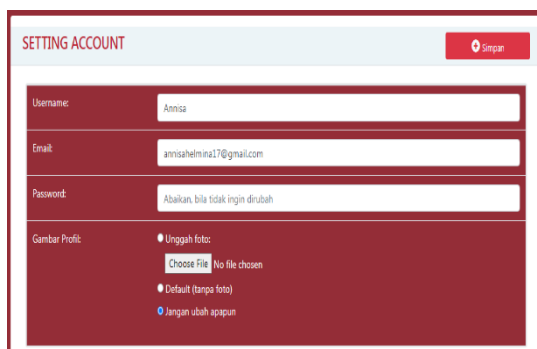 SETTING ACCOUNT
Simpan
Username:
Annisa
Email:
annisahelmina17@gmail.com
Password:
Abaikan, bila tidak ingin dirubah
Gambar Profil:
Unggah foto:
Choose File No file chosen
Default (tanpa foto)
Jangan ubah apapun